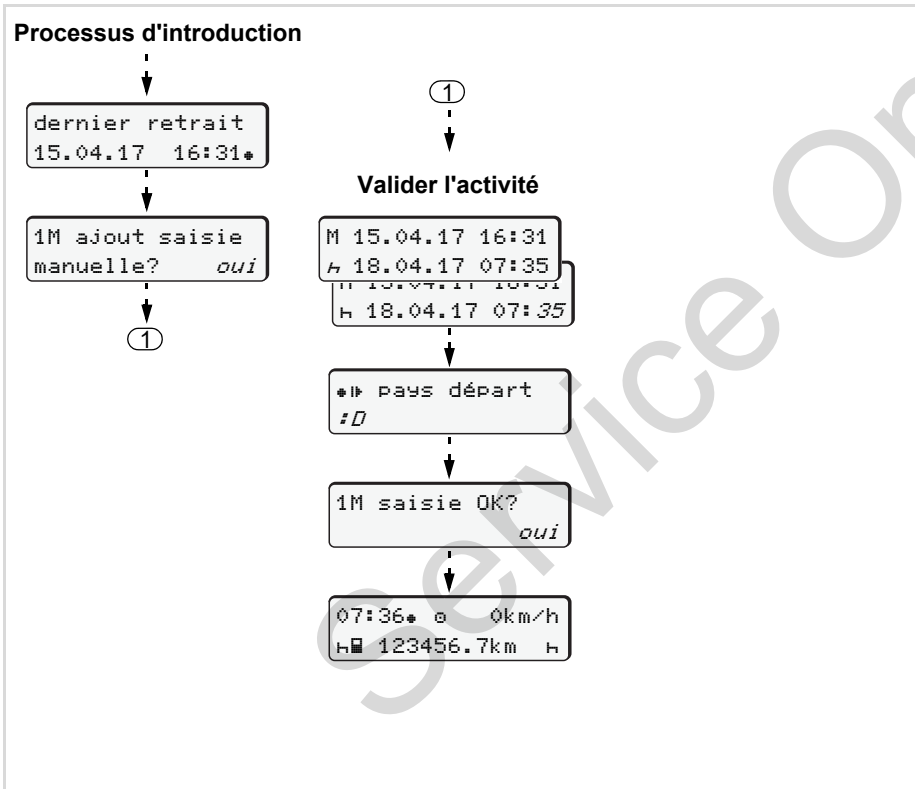 Processus d'introduction
dernier retrait
15.04.17 16:31
1M ajout saisie
manuelle? oui
1
1
Valider l'activité
M 15.04.17 16:31
18.04.17 07:35
18.04.17 07:35
pays départ
:D
1M saisie OK?
oui
07:36 0km/h
123456.7km
Service